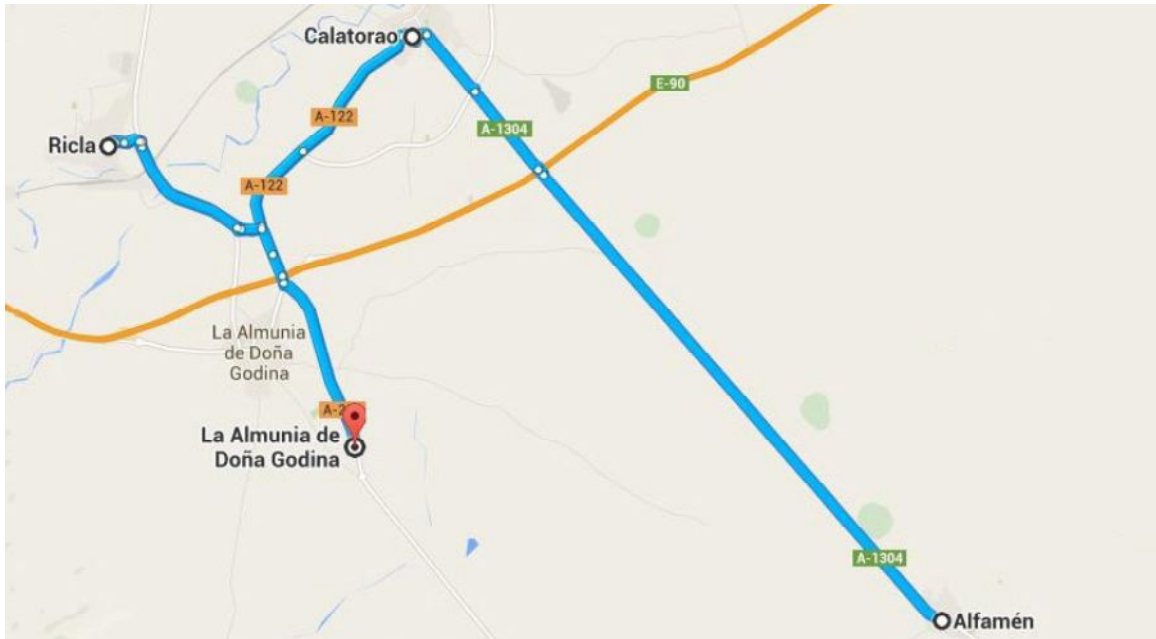 Calatorao
E-90
A-122
A-1304
Ricla
A-122
La Almunia
de Doña
Godina
La Almunia de
Doña Godina
A-1304
Alfamén